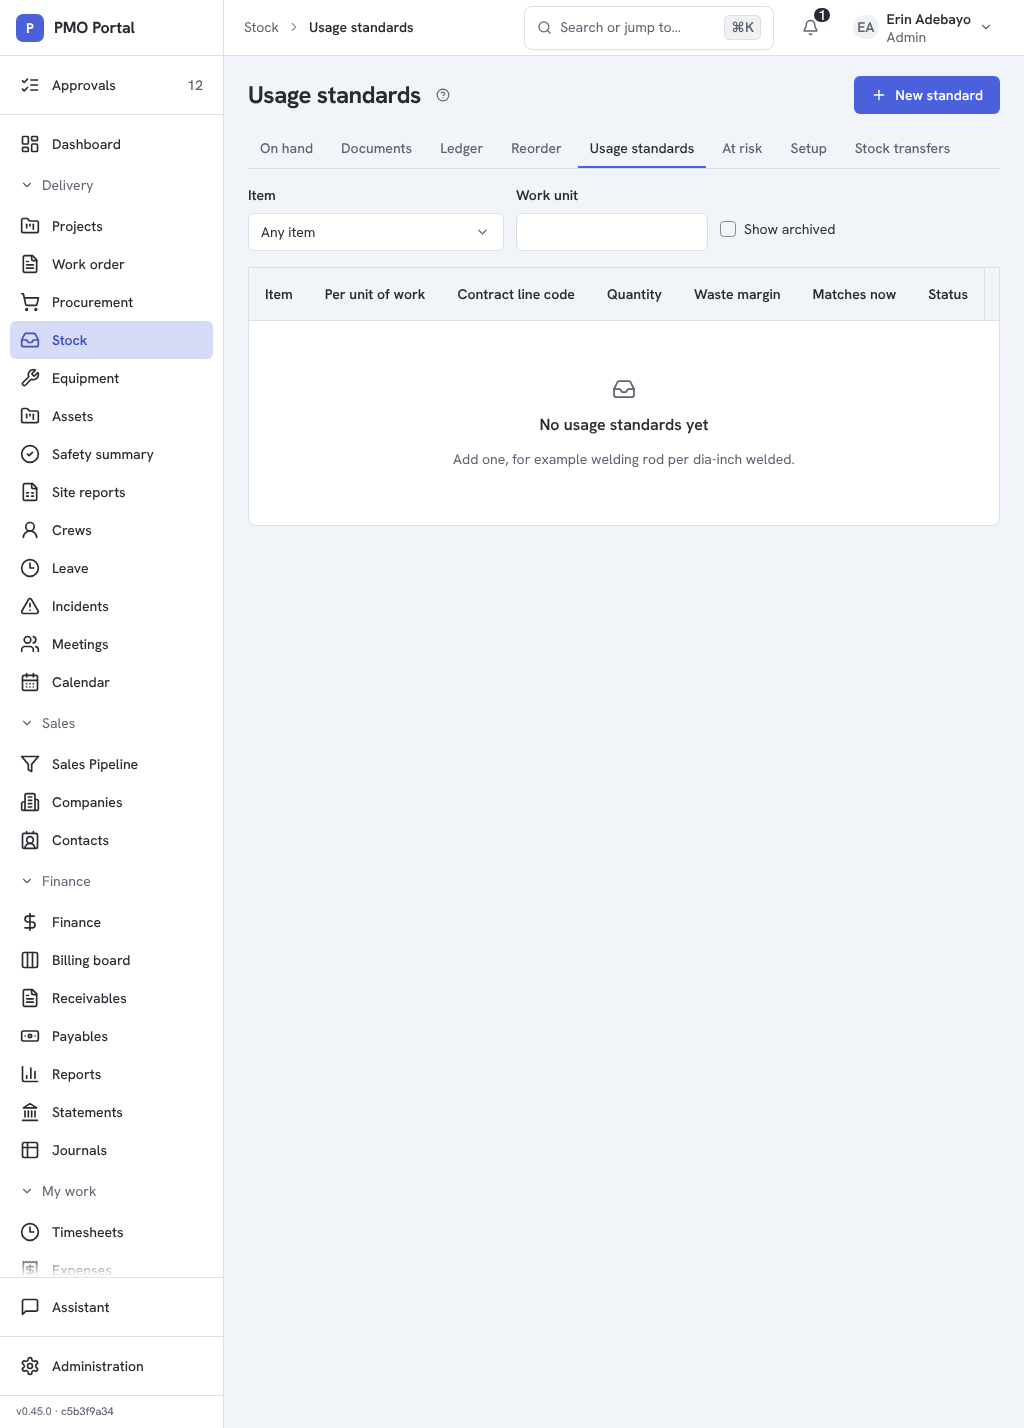 P PMO Portal
Stock > Usage standards
Search or jump to... ⌘K
1
EA Erin Adebayo
Admin
Approvals 12
Dashboard
Delivery
Projects
Work order
Procurement
Stock
Equipment
Assets
Safety summary
Site reports
Crews
Leave
Incidents
Meetings
Calendar
Sales
Sales Pipeline
Companies
Contacts
Finance
Finance
Billing board
Receivables
Payables
Reports
Statements
Journals
My work
Timesheets
Expenses
Assistant
Administration
v0.45.0 · c5b3f9a34
Usage standards
+ New standard
On hand Documents Ledger Reorder Usage standards At risk Setup Stock transfers
Item Work unit
Any item Show archived
Item Per unit of work Contract line code Quantity Waste margin Matches now Status
No usage standards yet
Add one, for example welding rod per dia-inch welded.